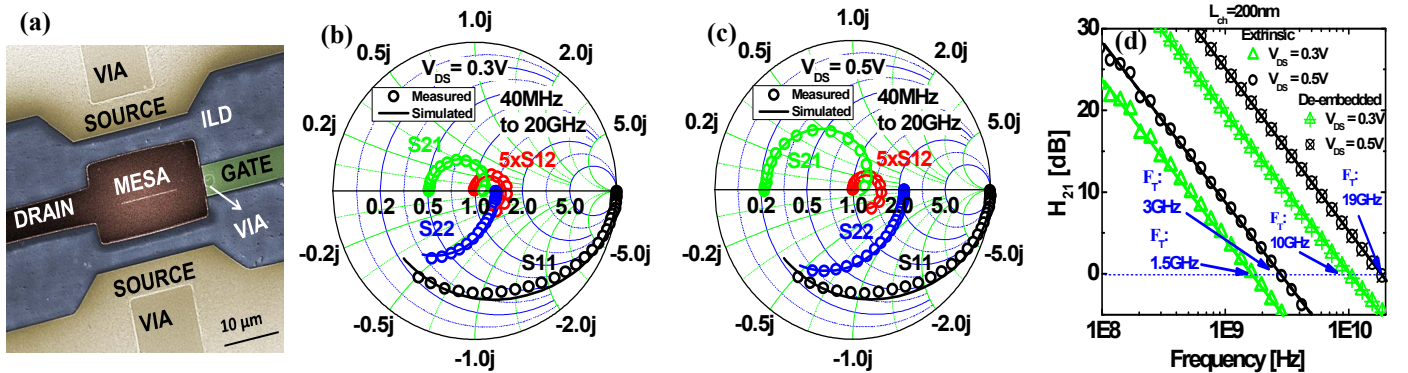 (a)
VIA
SOURCE
ILD
MESA
GATE
DRAIN
VIA
SOURCE
VIA
10 µm
(b)
1.0j
0.5j
2.0j
V_DS = 0.3V
Measured
Simulated
40MHz
to 20GHz
0.2j
5.0j
S21
5xS12
0.2
0.5
1.0
2.0
5.0
S22
-0.2j
-5.0j
S11
-0.5j
-2.0j
-1.0j
(c)
1.0j
0.5j
2.0j
V_DS = 0.5V
Measured
Simulated
40MHz
to 20GHz
0.2j
5.0j
S21
5xS12
0.2
0.5
1.0
2.0
5.0
S22
-0.2j
-5.0j
S11
-0.5j
-2.0j
-1.0j
L_ch=200nm
(d)
Extrinsic
V_DS = 0.3V
V_DS = 0.5V
De-embedded
V_DS = 0.3V
V_DS = 0.5V
H_21 [dB]
30
20
10
0
F_T:
3GHz
F_T:
1.5GHz
F_T:
10GHz
F_T:
19GHz
1E8
1E9
1E10
Frequency [Hz]